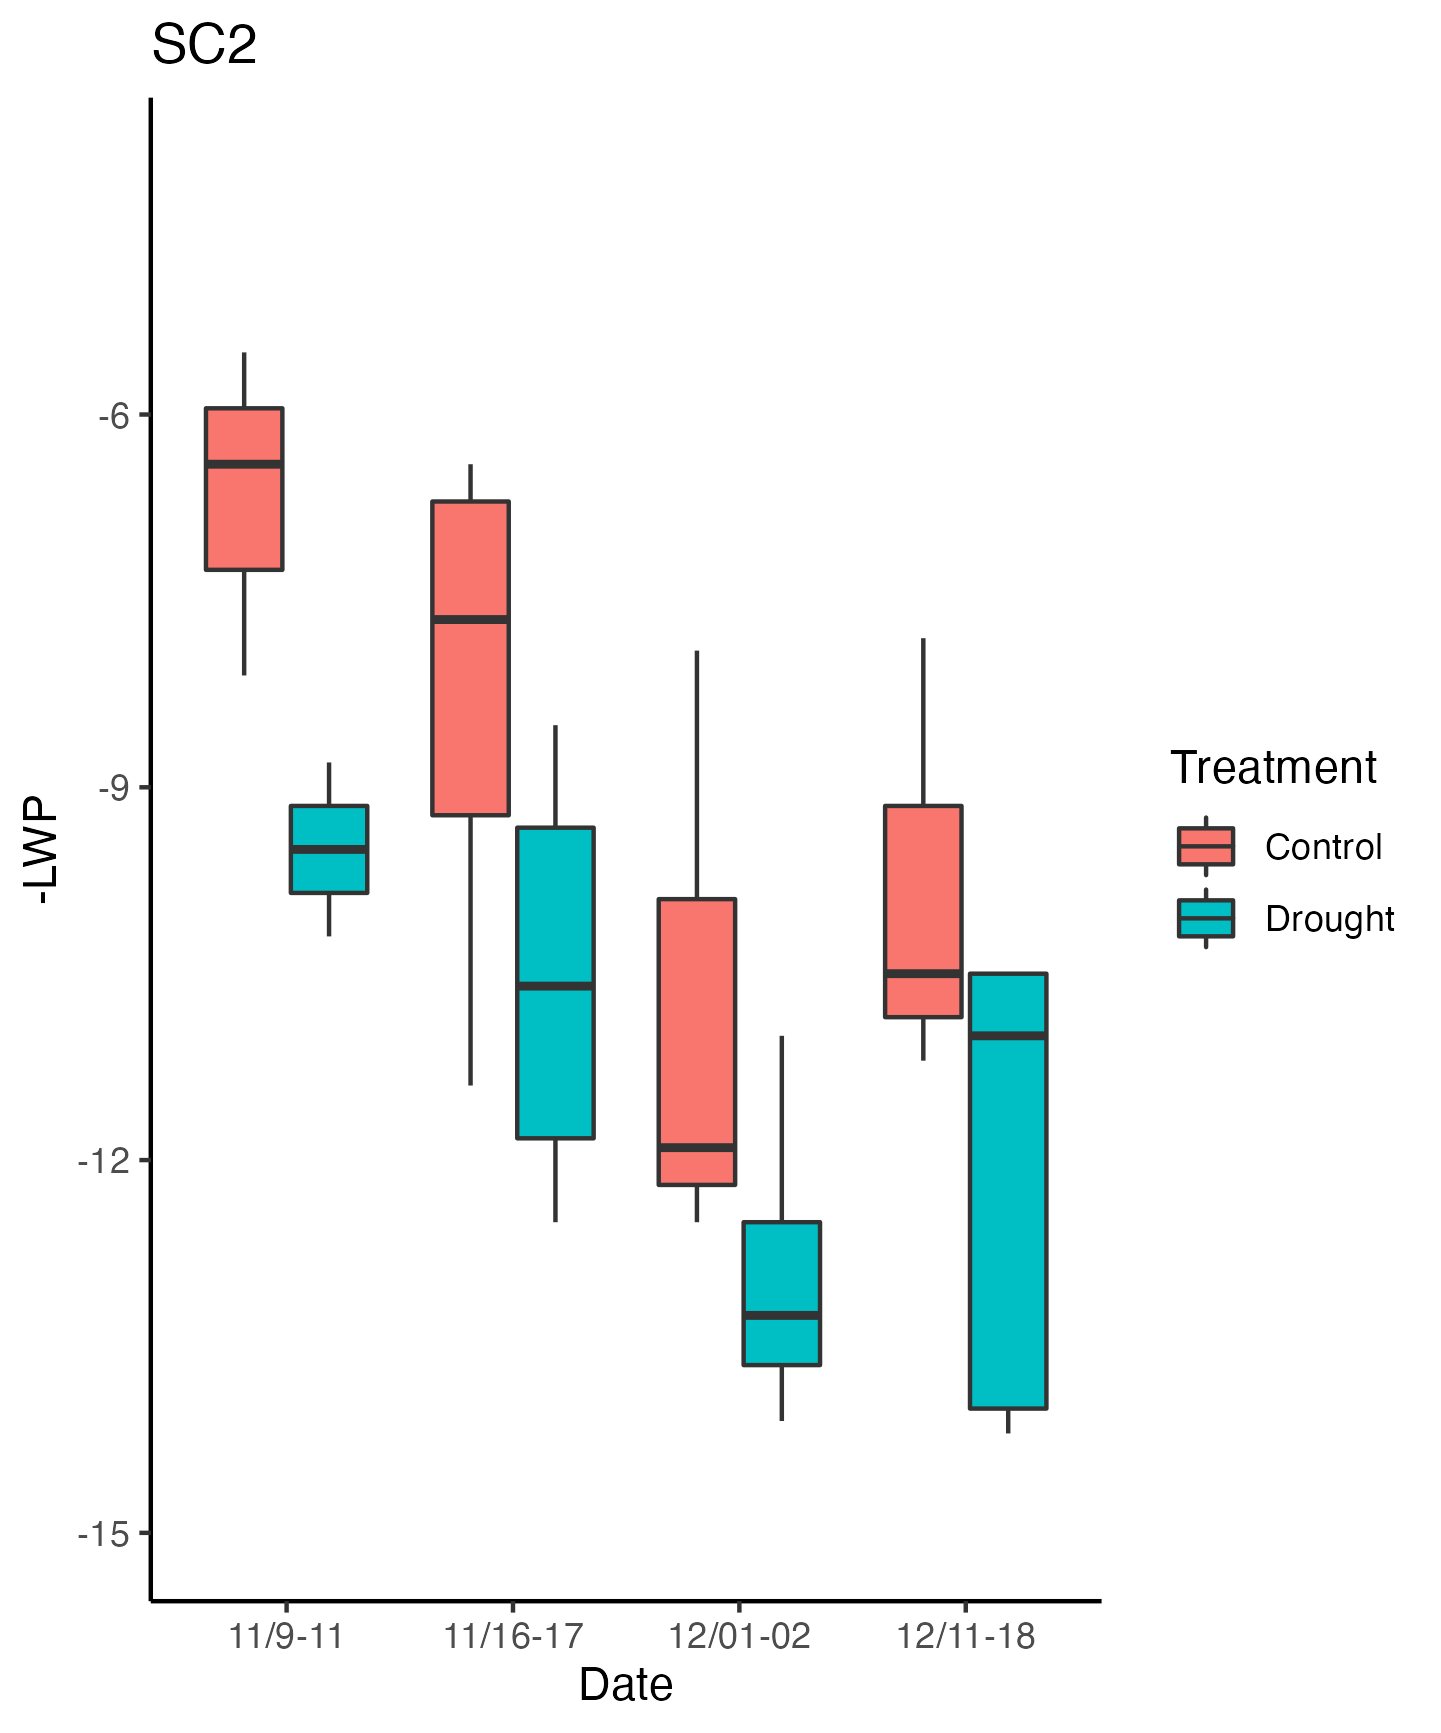 SC2
-6
-9
-12
-15
-LWP
11/9-11
11/16-17
12/01-02
12/11-18
Date
Treatment
Control
Drought